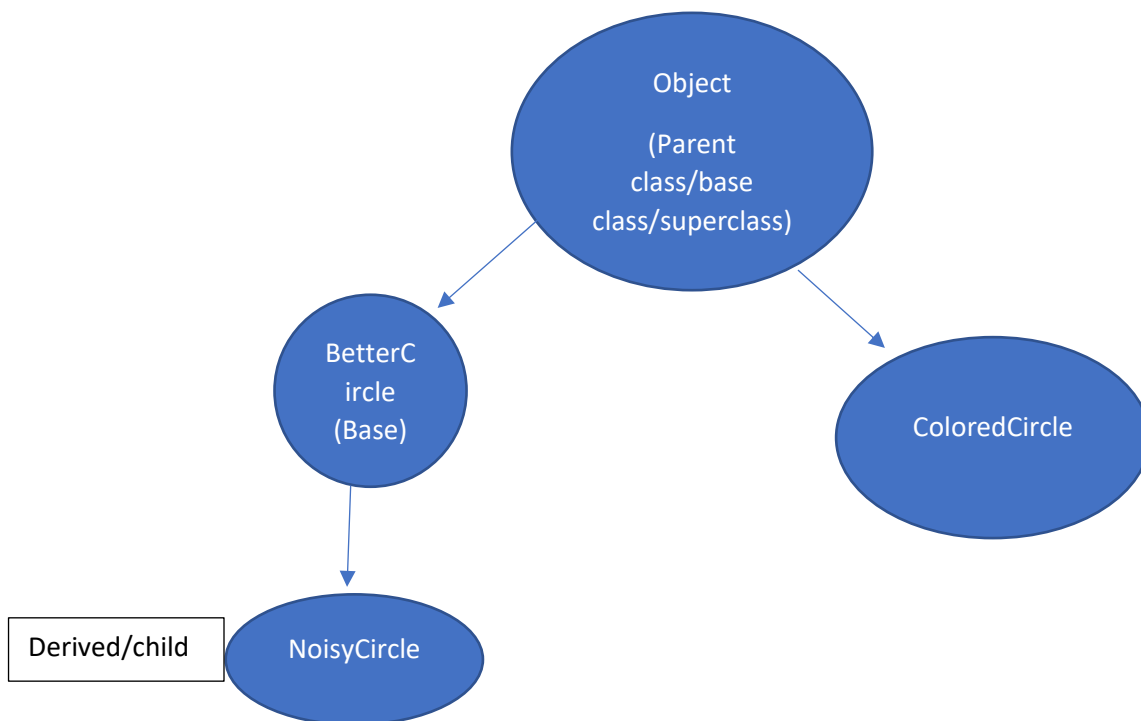 Object
(Parent
class/base
class/superclass)
BetterC
ircle
(Base)
ColoredCircle
Derived/child
NoisyCircle